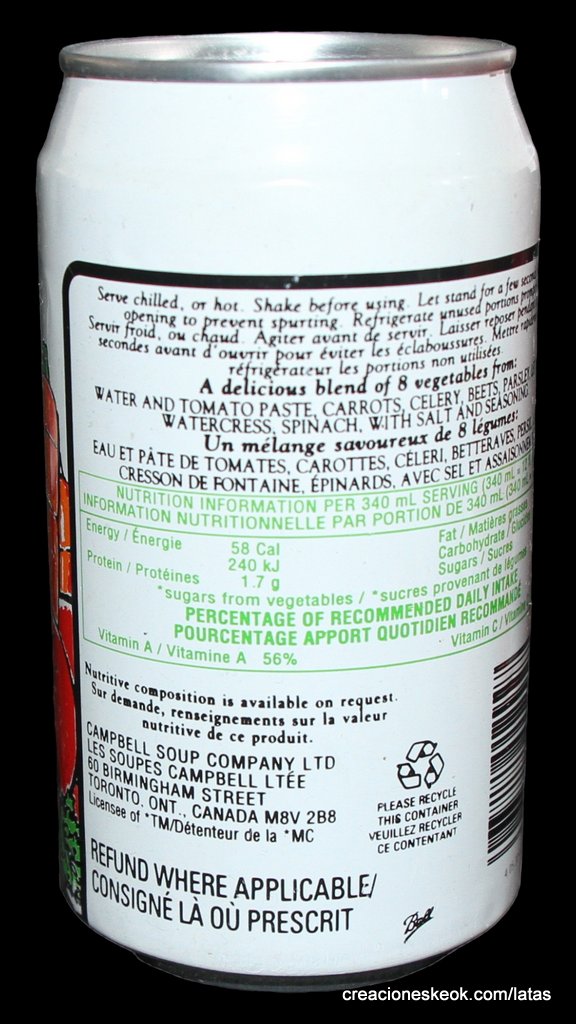 Serve chilled, or hot. Shake before using. Let stand for a few
opening to prevent spurting. Refrigerate unused portions
Servir froid, ou chaud. Agiter avant de servir. Laisser reposer
secondes avant d'ouvrir pour éviter les éclaboussures. Mettre
réfrigérateur les portions non utilisées.
A delicious blend of 8 vegetables from:
WATER AND TOMATO PASTE, CARROTS, CELERY, BEETS, PARSLEY
WATERCRESS, SPINACH, WITH SALT AND SEASONING
Un mélange savoureux de 8 légumes:
EAU ET PÂTE DE TOMATES, CAROTTES, CÉLERI, BETTERAVES,
CRESSON DE FONTAINE, ÉPINARDS, AVEC SEL ET
NUTRITION INFORMATION PER 340 mL SERVING (340 mL =
INFORMATION NUTRITIONNELLE PAR PORTION DE 340 mL (340 mL
Energy / Énergie 58 Cal Fat / Matières grasses
240 kJ Carbohydrate /
Protein / Protéines 1.7 g Sugars / Sucres
*sugars from vegetables / *sucres provenant de légumes
PERCENTAGE OF RECOMMENDED DAILY INTAKE
POURCENTAGE APPORT QUOTIDIEN RECOMMANDÉ
Vitamin A / Vitamine A 56% Vitamin C /
Nutritive composition is available on request.
Sur demande, renseignements sur la valeur
nutritive de ce produit.
CAMPBELL SOUP COMPANY LTD
LES SOUPES CAMPBELL LTÉE
60 BIRMINGHAM STREET
TORONTO, ONT., CANADA M8V 2B8
Licensee of *TM/Détenteur de la *MC
PLEASE RECYCLE
THIS CONTAINER
VEUILLEZ RECYCLER
CE CONTENANT
REFUND WHERE APPLICABLE/
CONSIGNÉ LÀ OÙ PRESCRIT
Ball
creacioneskeok.com/latas